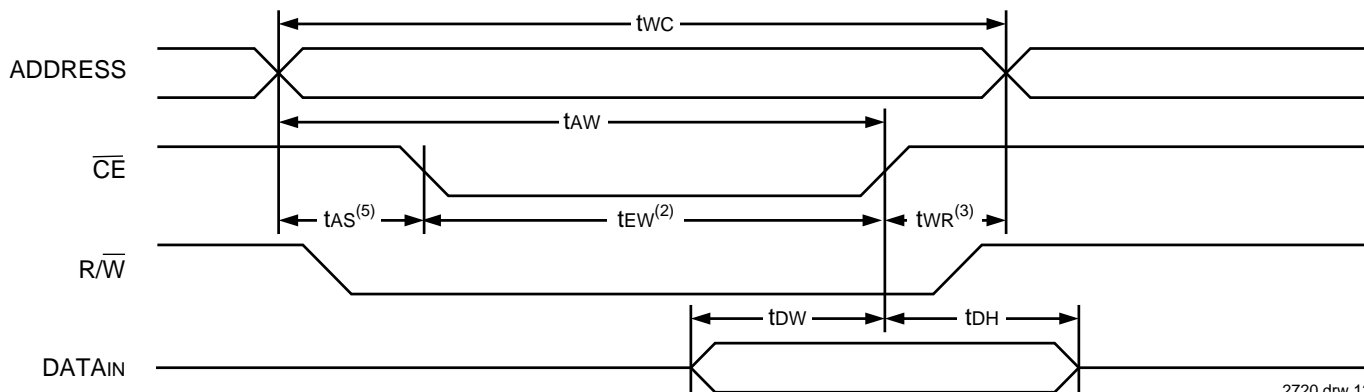 tWC
ADDRESS
tAW
CE
tAS(5) tEW(2) tWR(3)
R/W
tDW tDH
DATAIN